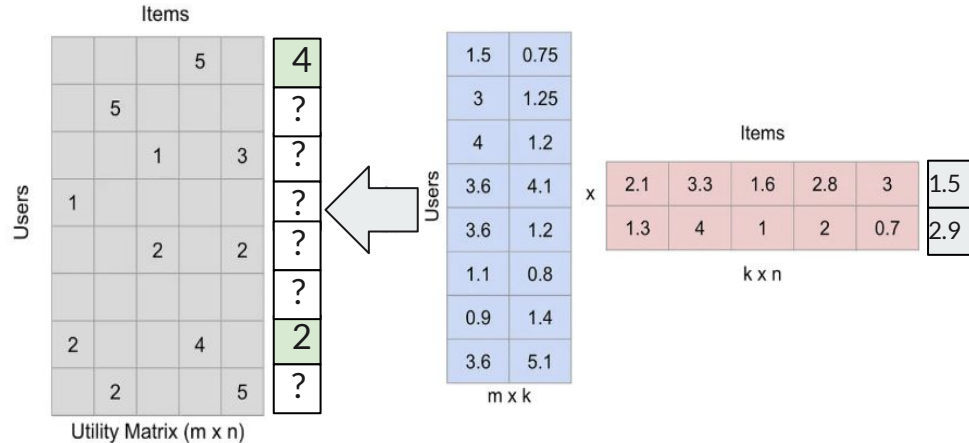 Items
5 4
5 ?
1 3 ?
1 ?
2 2 ?
?
2 4 2
2 5 ?
Users
Utility Matrix (m x n)
1.5 0.75
3 1.25
4 1.2
3.6 4.1
3.6 1.2
1.1 0.8
0.9 1.4
3.6 5.1
Users
m x k
x
Items
2.1 3.3 1.6 2.8 3 1.5
1.3 4 1 2 0.7 2.9
k x n